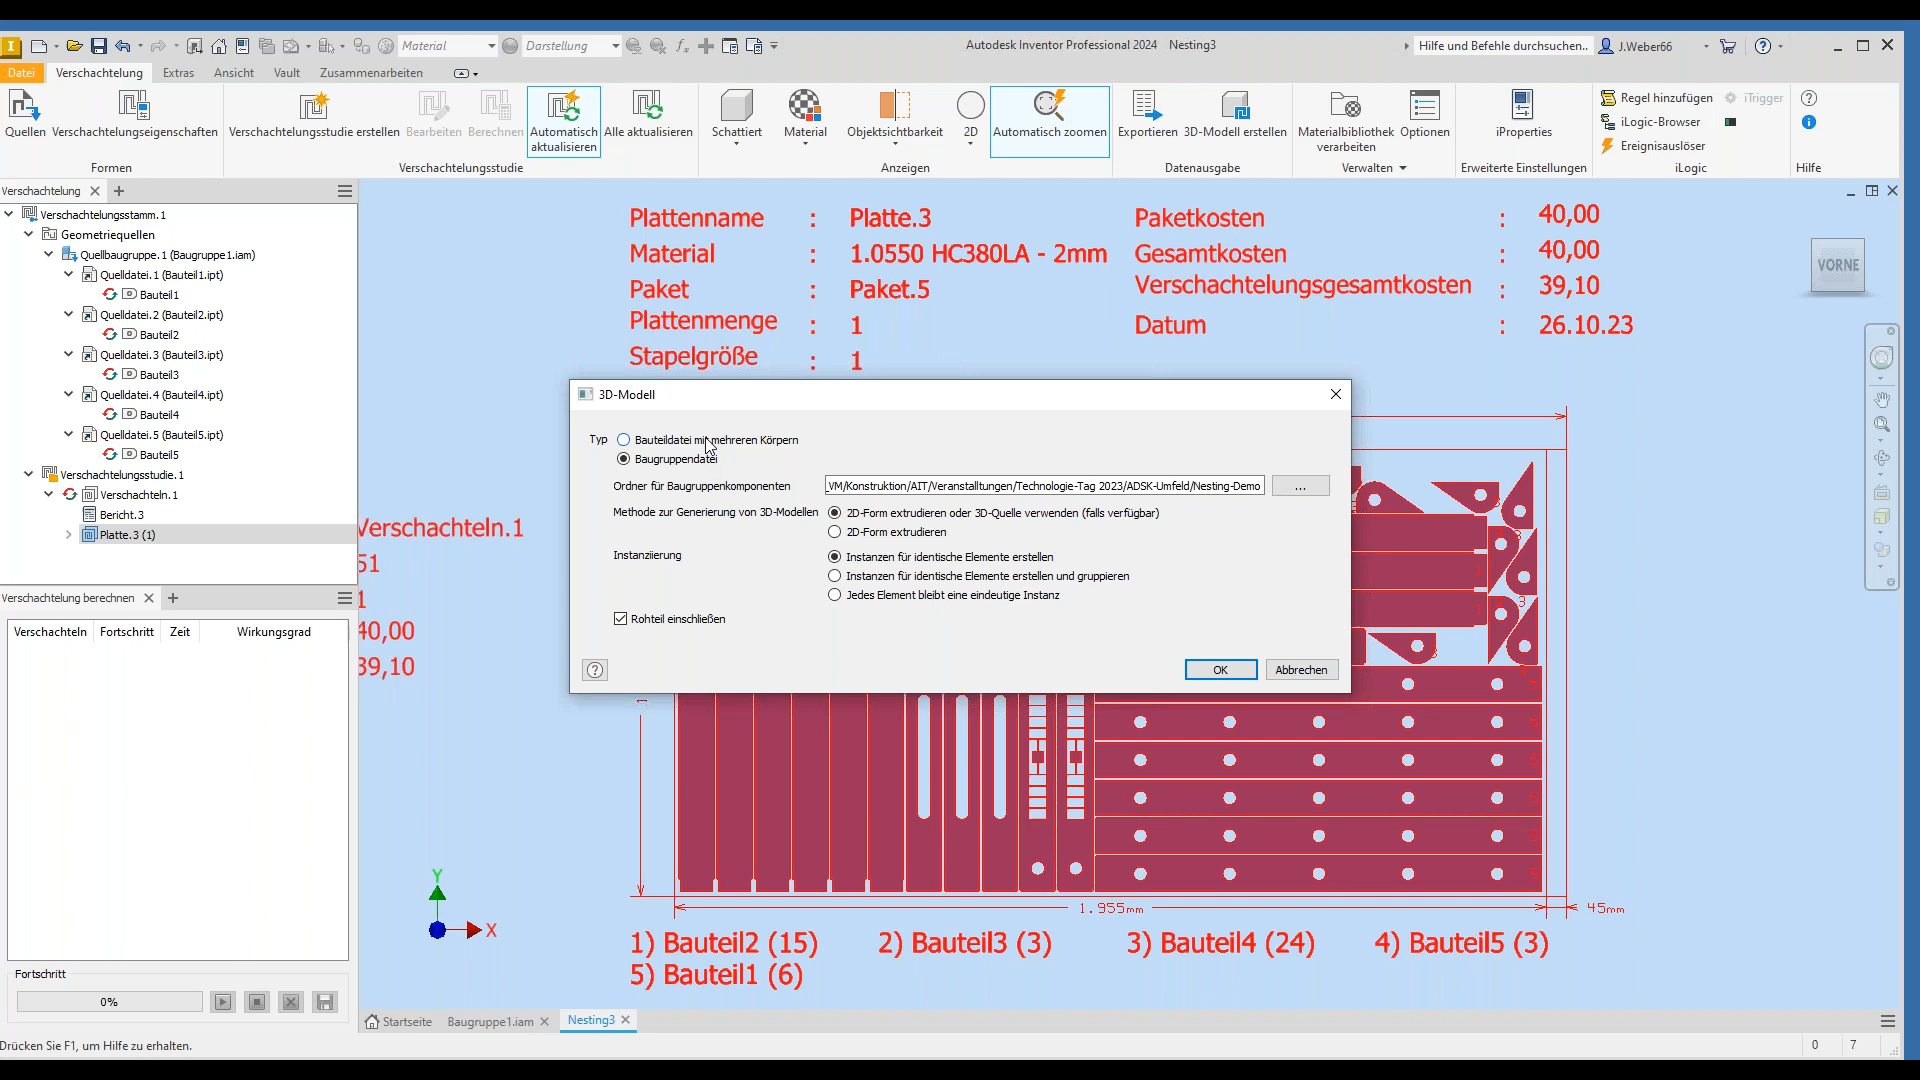 Material
Darstellung
Autodesk Inventor Professional 2024 Nesting3
Hilfe und Befehle durchsuchen..
J.Weber66
Datei Verschachtelung Extras Ansicht Vault Zusammenarbeiten
Quellen Verschachtelungseigenschaften
Formen
Verschachtelungsstudie erstellen Bearbeiten Berechnen Automatisch aktualisieren Alle aktualisieren
Verschachtelungsstudie
Schattiert Material Objektsichtbarkeit 2D Automatisch zoomen
Anzeigen
Exportieren 3D-Modell erstellen
Datenausgabe
Materialbibliothek verarbeiten Optionen
Verwalten
iProperties
Erweiterte Einstellungen
Regel hinzufügen iTrigger
iLogic-Browser
Ereignisauslöser
iLogic
Hilfe
Verschachtelung
Verschachtelungsstamm.1
Geometriequellen
Quellbaugruppe.1 (Baugruppe1.iam)
Quelldatei.1 (Bauteil1.ipt)
Bauteil1
Quelldatei.2 (Bauteil2.ipt)
Bauteil2
Quelldatei.3 (Bauteil3.ipt)
Bauteil3
Quelldatei.4 (Bauteil4.ipt)
Bauteil4
Quelldatei.5 (Bauteil5.ipt)
Bauteil5
Verschachtelungsstudie.1
Verschachteln.1
Bericht.3
Platte.3 (1)
Verschachtelung berechnen
Verschachteln Fortschritt Zeit Wirkungsgrad
Fortschritt
0%
Plattenname : Platte.3 Paketkosten : 40,00
Material : 1.0550 HC380LA - 2mm Gesamtkosten : 40,00
Paket : Paket.5 Verschachtelungsgesamtkosten : 39,10
Plattenmenge : 1 Datum : 26.10.23
Stapelgröße : 1
VORNE
Verschachteln.1
51
1
40,00
39,10
3D-Modell
Typ Bauteildatei mit mehreren Körpern
Baugruppendatei
Ordner für Baugruppenkomponenten _VM/Konstruktion/AIT/Veranstalltungen/Technologie-Tag 2023/ADSK-Umfeld/Nesting-Demo ...
Methode zur Generierung von 3D-Modellen 2D-Form extrudieren oder 3D-Quelle verwenden (falls verfügbar)
2D-Form extrudieren
Instanziierung Instanzen für identische Elemente erstellen
Instanzen für identische Elemente erstellen und gruppieren
Jedes Element bleibt eine eindeutige Instanz
Rohteil einschließen
OK Abbrechen
1.955mm 45mm
Y
X
1) Bauteil2 (15) 2) Bauteil3 (3) 3) Bauteil4 (24) 4) Bauteil5 (3)
5) Bauteil1 (6)
Startseite Baugruppe1.iam Nesting3
Drücken Sie F1, um Hilfe zu erhalten.
0 7